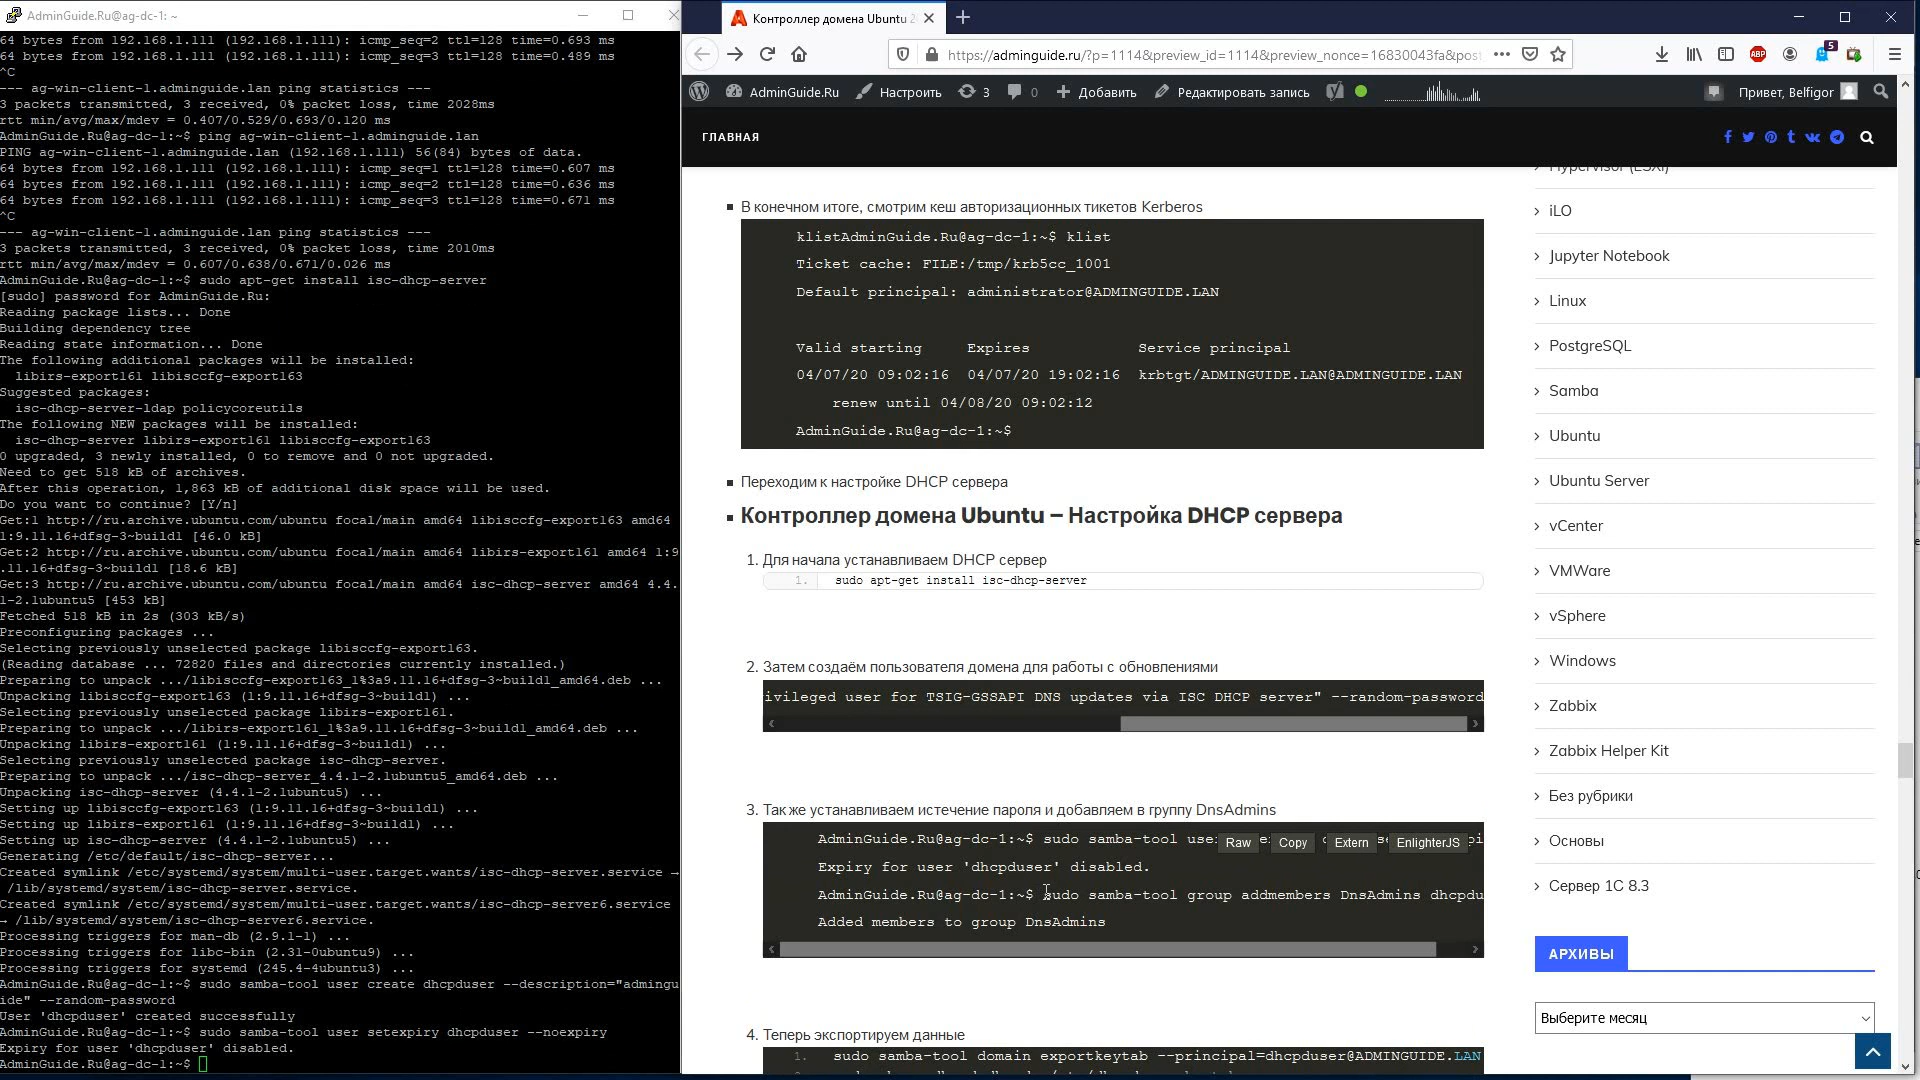 AdminGuide.Ru@ag-dc-1: ~
64 bytes from 192.168.1.111 (192.168.1.111): icmp_seq=2 ttl=128 time=0.693 ms
64 bytes from 192.168.1.111 (192.168.1.111): icmp_seq=3 ttl=128 time=0.489 ms
^C
--- ag-win-client-1.adminguide.lan ping statistics ---
3 packets transmitted, 3 received, 0% packet loss, time 2028ms
rtt min/avg/max/mdev = 0.407/0.529/0.693/0.120 ms
AdminGuide.Ru@ag-dc-1:~$ ping ag-win-client-1.adminguide.lan
PING ag-win-client-1.adminguide.lan (192.168.1.111) 56(84) bytes of data.
64 bytes from 192.168.1.111 (192.168.1.111): icmp_seq=1 ttl=128 time=0.607 ms
64 bytes from 192.168.1.111 (192.168.1.111): icmp_seq=2 ttl=128 time=0.636 ms
64 bytes from 192.168.1.111 (192.168.1.111): icmp_seq=3 ttl=128 time=0.671 ms
^C
--- ag-win-client-1.adminguide.lan ping statistics ---
3 packets transmitted, 3 received, 0% packet loss, time 2010ms
rtt min/avg/max/mdev = 0.607/0.638/0.671/0.026 ms
AdminGuide.Ru@ag-dc-1:~$ sudo apt-get install isc-dhcp-server
[sudo] password for AdminGuide.Ru:
Reading package lists... Done
Building dependency tree
Reading state information... Done
The following additional packages will be installed:
libirs-export161 libisccfg-export163
Suggested packages:
isc-dhcp-server-ldap policycoreutils
The following NEW packages will be installed:
isc-dhcp-server libirs-export161 libisccfg-export163
0 upgraded, 3 newly installed, 0 to remove and 0 not upgraded.
Need to get 518 kB of archives.
After this operation, 1,863 kB of additional disk space will be used.
Do you want to continue? [Y/n]
Get:1 http://ru.archive.ubuntu.com/ubuntu focal/main amd64 libisccfg-export163 amd64
1:9.11.16+dfsg-3~build1 [46.0 kB]
Get:2 http://ru.archive.ubuntu.com/ubuntu focal/main amd64 libirs-export161 amd64 1:9
.11.16+dfsg-3~build1 [18.6 kB]
Get:3 http://ru.archive.ubuntu.com/ubuntu focal/main amd64 isc-dhcp-server amd64 4.4.
1-2.1ubuntu5 [453 kB]
Fetched 518 kB in 2s (303 kB/s)
Preconfiguring packages ...
Selecting previously unselected package libisccfg-export163.
(Reading database ... 72820 files and directories currently installed.)
Preparing to unpack .../libisccfg-export163_1%3a9.11.16+dfsg-3~build1_amd64.deb ...
Unpacking libisccfg-export163 (1:9.11.16+dfsg-3~build1) ...
Selecting previously unselected package libirs-export161.
Preparing to unpack .../libirs-export161_1%3a9.11.16+dfsg-3~build1_amd64.deb ...
Unpacking libirs-export161 (1:9.11.16+dfsg-3~build1) ...
Selecting previously unselected package isc-dhcp-server.
Preparing to unpack .../isc-dhcp-server_4.4.1-2.1ubuntu5_amd64.deb ...
Unpacking isc-dhcp-server (4.4.1-2.1ubuntu5) ...
Setting up libisccfg-export163 (1:9.11.16+dfsg-3~build1) ...
Setting up libirs-export161 (1:9.11.16+dfsg-3~build1) ...
Setting up isc-dhcp-server (4.4.1-2.1ubuntu5) ...
Generating /etc/default/isc-dhcp-server...
Created symlink /etc/systemd/system/multi-user.target.wants/isc-dhcp-server.service →
/lib/systemd/system/isc-dhcp-server.service.
Created symlink /etc/systemd/system/multi-user.target.wants/isc-dhcp-server6.service
→ /lib/systemd/system/isc-dhcp-server6.service.
Processing triggers for man-db (2.9.1-1) ...
Processing triggers for libc-bin (2.31-0ubuntu9) ...
Processing triggers for systemd (245.4-4ubuntu3) ...
AdminGuide.Ru@ag-dc-1:~$ sudo samba-tool user create dhcpduser --description="admingu
ide" --random-password
User 'dhcpduser' created successfully
AdminGuide.Ru@ag-dc-1:~$ sudo samba-tool user setexpiry dhcpduser --noexpiry
Expiry for user 'dhcpduser' disabled.
AdminGuide.Ru@ag-dc-1:~$
Контроллер домена Ubuntu 2
https://adminguide.ru/?p=1114&preview_id=1114&preview_nonce=16830043fa&post
ABP
5
AdminGuide.Ru
Настроить
3
0
Добавить
Редактировать запись
Привет, Belfigor
ГЛАВНАЯ
В конечном итоге, смотрим кеш авторизационных тикетов Kerberos
klistAdminGuide.Ru@ag-dc-1:~$ klist
Ticket cache: FILE:/tmp/krb5cc_1001
Default principal: administrator@ADMINGUIDE.LAN
Valid starting Expires Service principal
04/07/20 09:02:16 04/07/20 19:02:16 krbtgt/ADMINGUIDE.LAN@ADMINGUIDE.LAN
renew until 04/08/20 09:02:12
AdminGuide.Ru@ag-dc-1:~$
Переходим к настройке DHCP сервера
Контроллер домена Ubuntu – Настройка DHCP сервера
1. Для начала устанавливаем DHCP сервер
1. sudo apt-get install isc-dhcp-server
2. Затем создаём пользователя домена для работы с обновлениями
ivileged user for TSIG-GSSAPI DNS updates via ISC DHCP server" --random-password
3. Так же устанавливаем истечение пароля и добавляем в группу DnsAdmins
AdminGuide.Ru@ag-dc-1:~$ sudo samba-tool user
Raw
Copy
Extern
EnlighterJS
Expiry for user 'dhcpduser' disabled.
AdminGuide.Ru@ag-dc-1:~$ sudo samba-tool group addmembers DnsAdmins dhcpdu
Added members to group DnsAdmins
4. Теперь экспортируем данные
1. sudo samba-tool domain exportkeytab --principal=dhcpduser@ADMINGUIDE.LAN
Hypervisor (ESXi)
iLO
Jupyter Notebook
Linux
PostgreSQL
Samba
Ubuntu
Ubuntu Server
vCenter
VMWare
vSphere
Windows
Zabbix
Zabbix Helper Kit
Без рубрики
Основы
Сервер 1С 8.3
АРХИВЫ
Выберите месяц